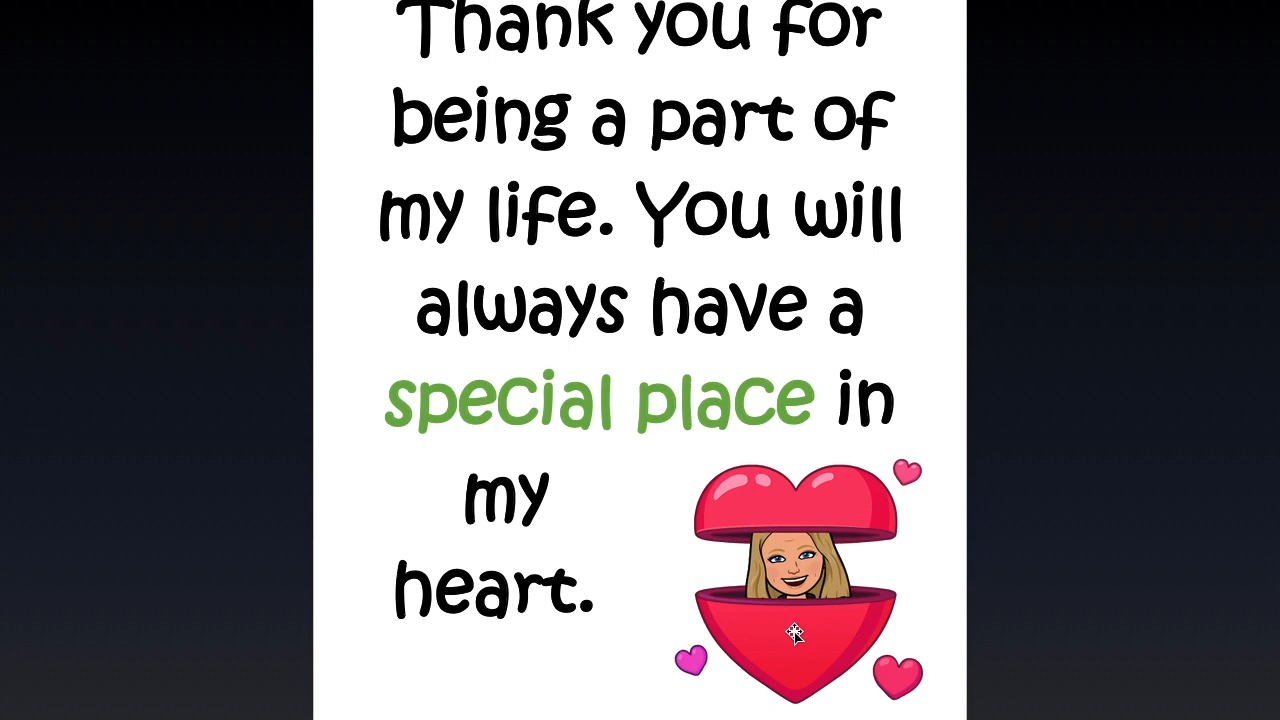 Thank you for
being a part of
my life. You will
always have a
special place in
my
heart.